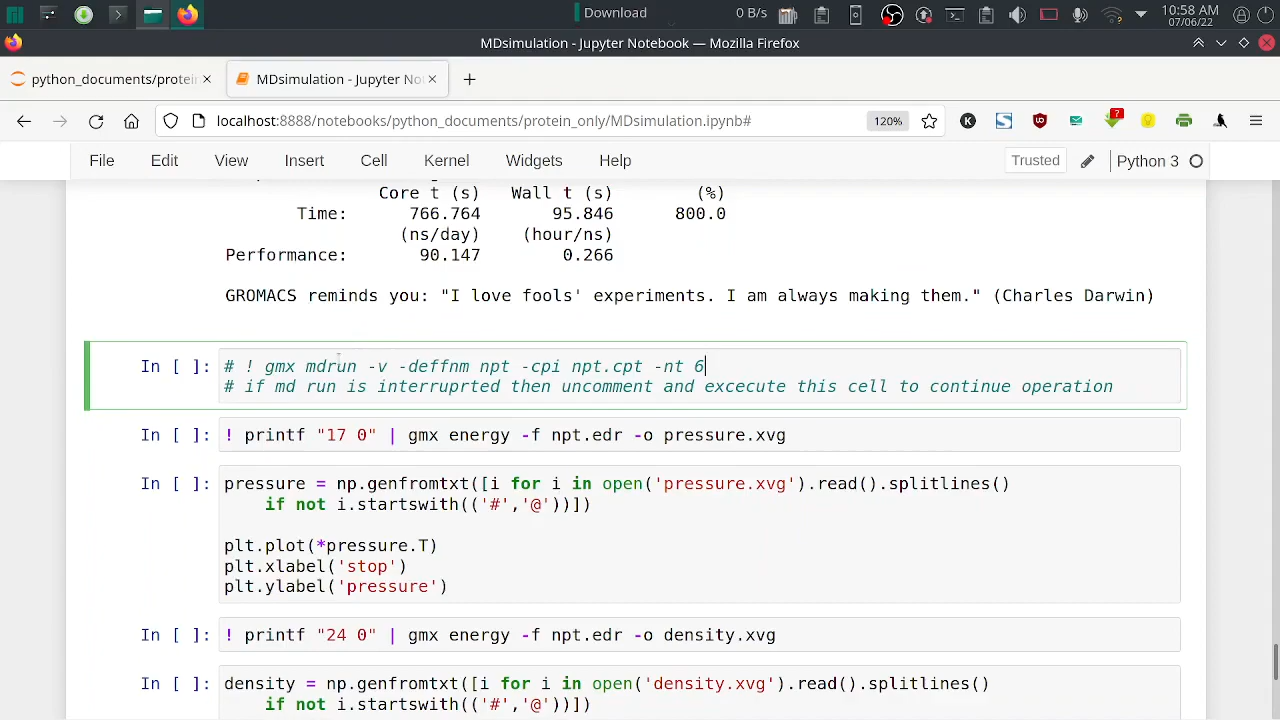 Download
0 B/s
10:58 AM
07/06/22
MDsimulation - Jupyter Notebook — Mozilla Firefox
python_documents/protein
MDsimulation - Jupyter No
localhost:8888/notebooks/python_documents/protein_only/MDsimulation.ipynb#
120%
File Edit View Insert Cell Kernel Widgets Help
Trusted
Python 3
Core t (s) Wall t (s) (%)
Time: 766.764 95.846 800.0
(ns/day) (hour/ns)
Performance: 90.147 0.266
GROMACS reminds you: "I love fools' experiments. I am always making them." (Charles Darwin)
In [ ]: # ! gmx mdrun -v -deffnm npt -cpi npt.cpt -nt 6
# if md run is interruprted then uncomment and excecute this cell to continue operation
In [ ]: ! printf "17 0" | gmx energy -f npt.edr -o pressure.xvg
In [ ]: pressure = np.genfromtxt([i for i in open('pressure.xvg').read().splitlines()
if not i.startswith(('#','@'))])
plt.plot(*pressure.T)
plt.xlabel('stop')
plt.ylabel('pressure')
In [ ]: ! printf "24 0" | gmx energy -f npt.edr -o density.xvg
In [ ]: density = np.genfromtxt([i for i in open('density.xvg').read().splitlines()
if not i.startswith(('#','@'))])